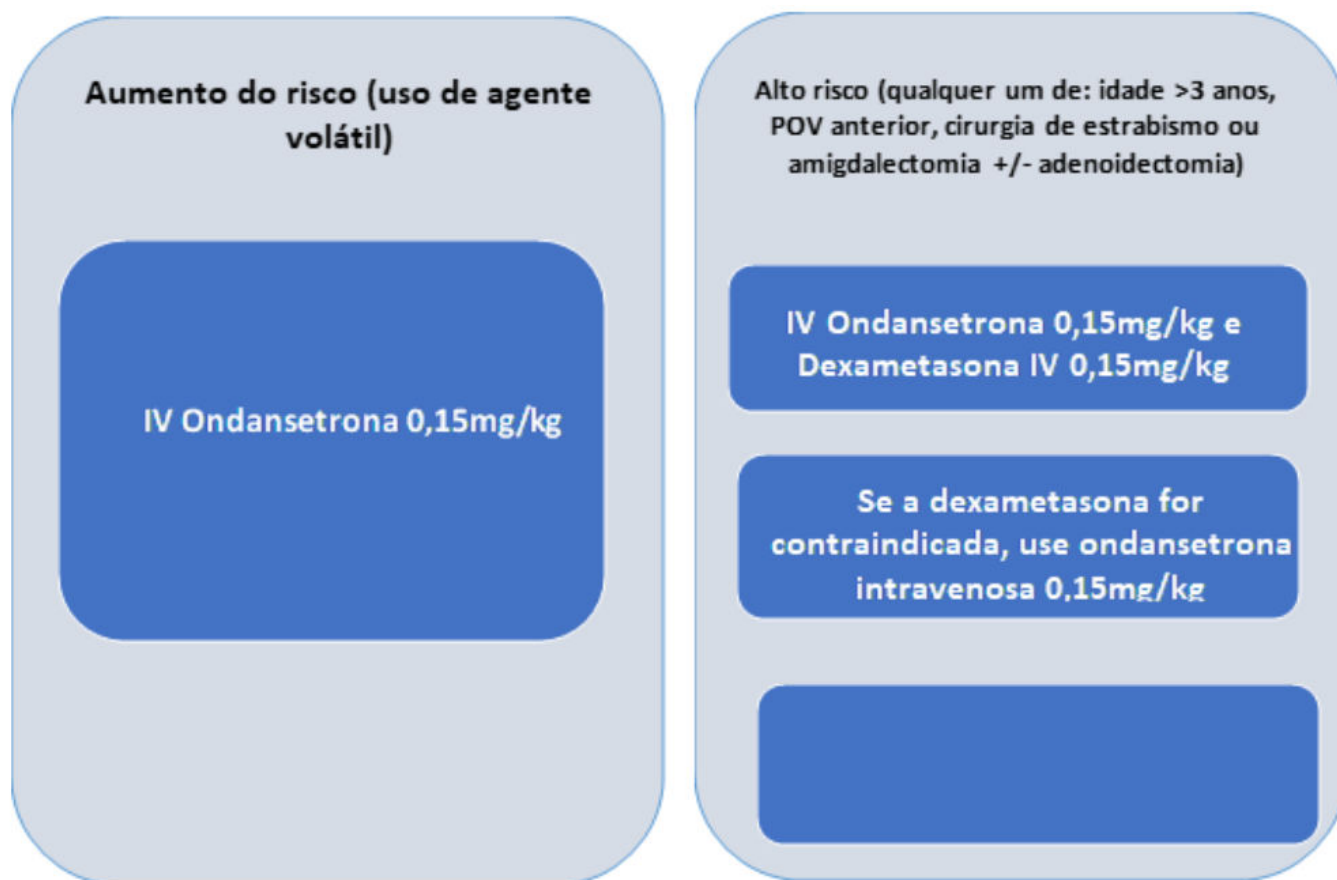 Aumento do risco (uso de agente
volátil)
IV Ondansetrona 0,15mg/kg
Alto risco (qualquer um de: idade >3 anos,
POV anterior, cirurgia de estrabismo ou
amigdalectomia +/- adenoidectomia)
IV Ondansetrona 0,15mg/kg e
Dexametasona IV 0,15mg/kg
Se a dexametasona for
contraindicada, use ondansetrona
intravenosa 0,15mg/kg